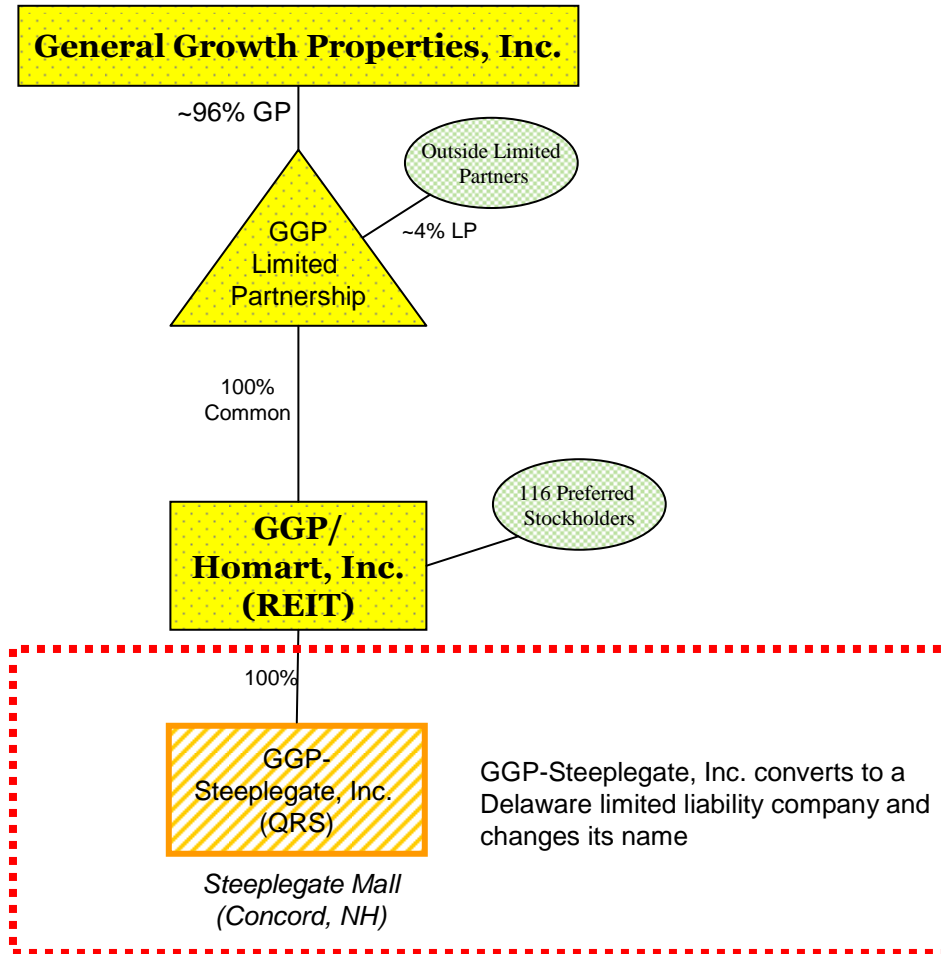 General Growth Properties, Inc.
~96% GP
Outside Limited
Partners
~4% LP
GGP
Limited
Partnership
100%
Common
116 Preferred
Stockholders
GGP/
Homart, Inc.
(REIT)
100%
GGP-
Steeplegate, Inc.
(QRS)
GGP-Steeplegate, Inc. converts to a
Delaware limited liability company and
changes its name
Steeplegate Mall
(Concord, NH)